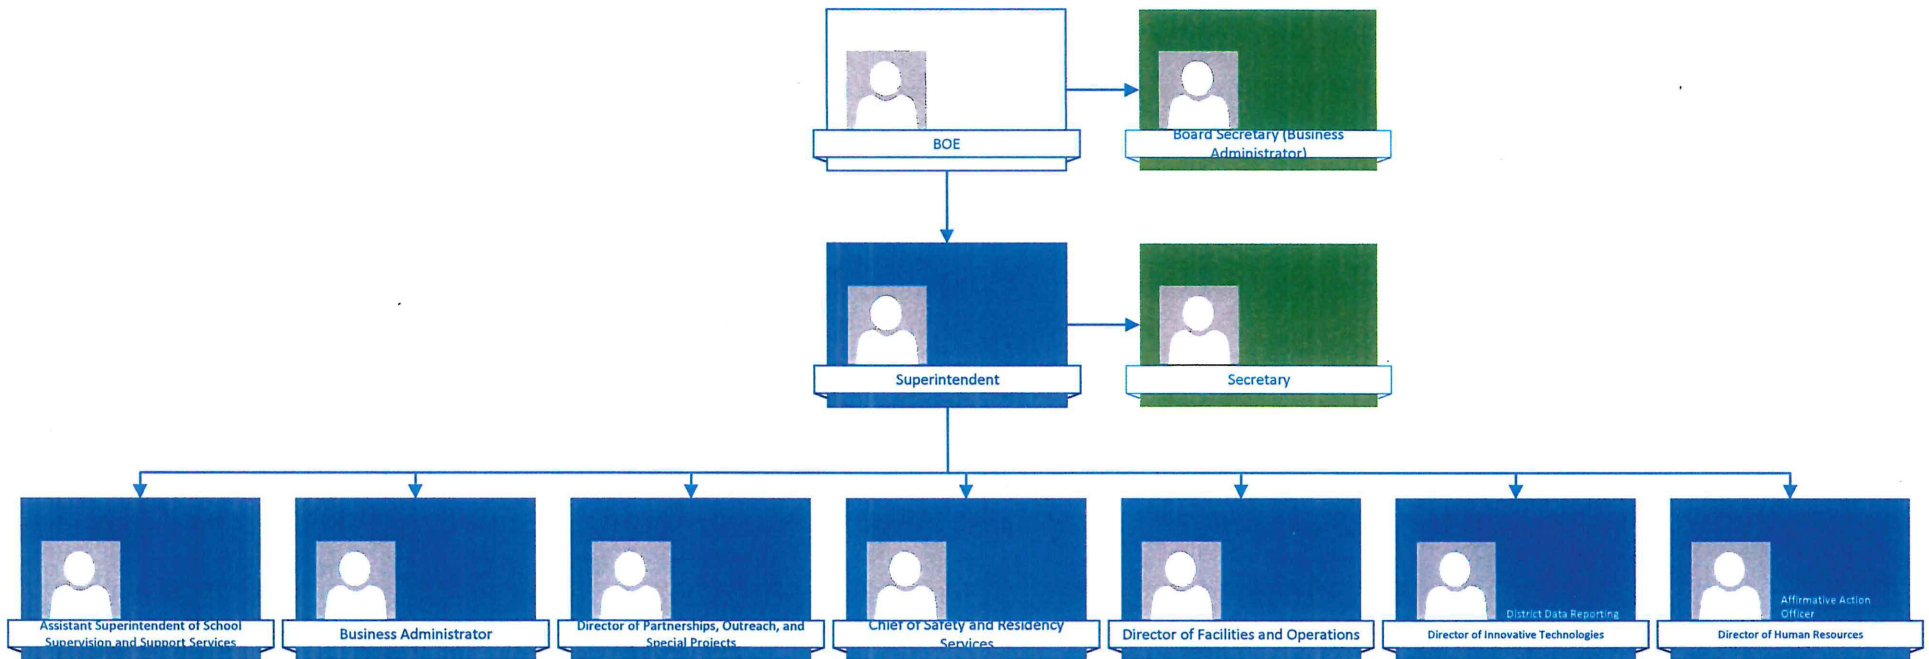 BOE
Board Secretary (Business
Administrator)
Superintendent
Secretary
Assistant Superintendent of School
Supervision and Support Services
Business Administrator
Director of Partnerships, Outreach, and
Special Projects
Chief of Safety and Residency
Services
Director of Facilities and Operations
District Data Reporting
Director of Innovative Technologies
Affirmative Action
Officer
Director of Human Resources